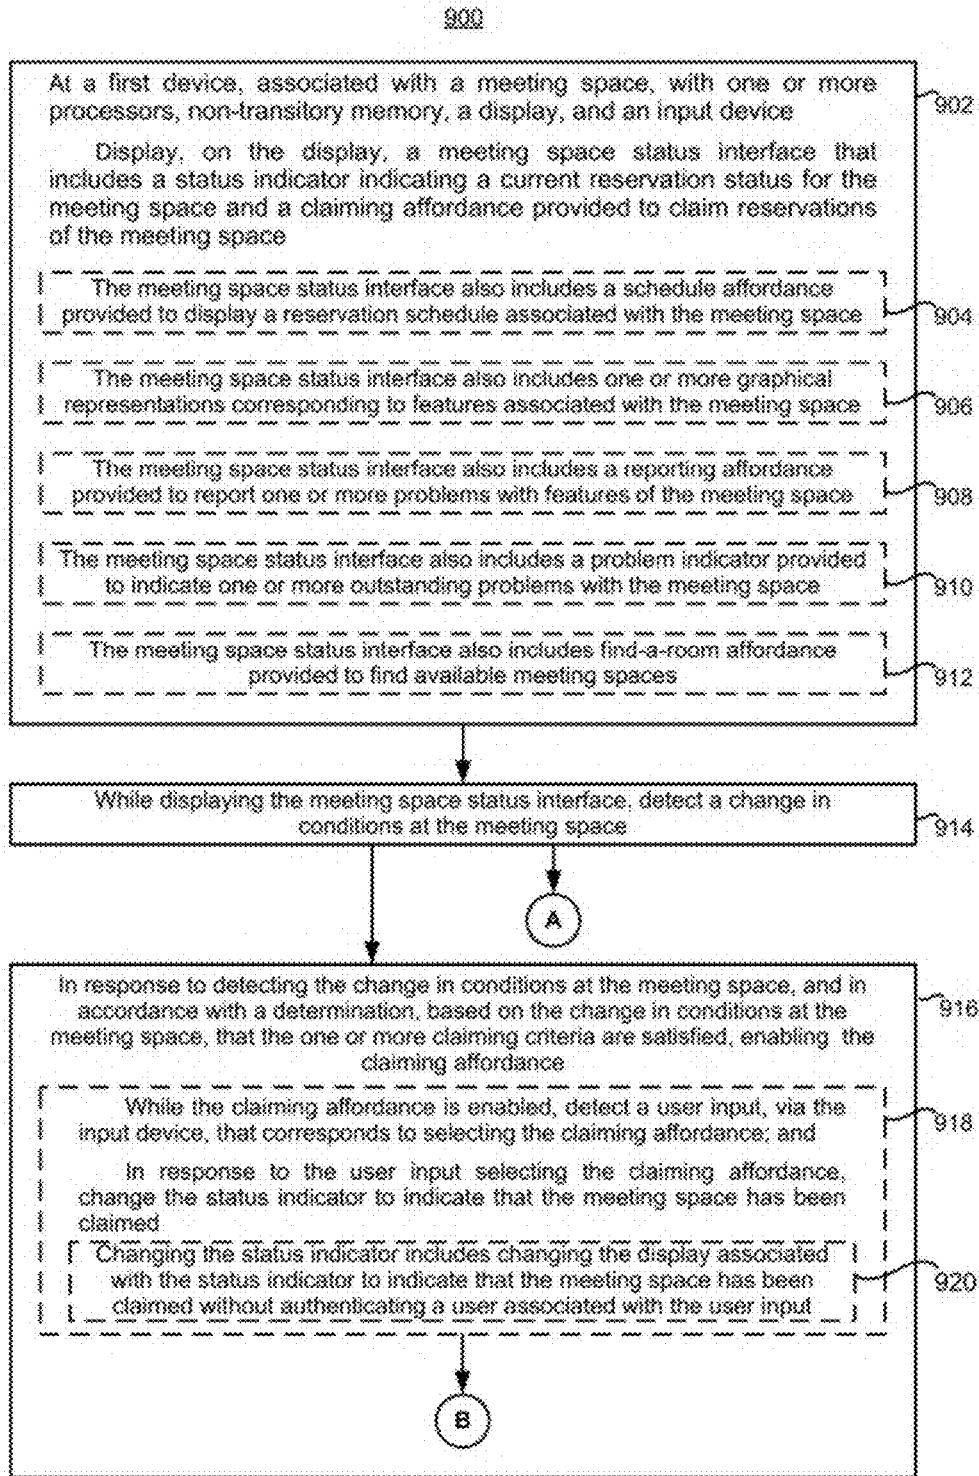 900
At a first device, associated with a meeting space, with one or more
processors, non-transitory memory, a display, and an input device
902
Display, on the display, a meeting space status interface that
includes a status indicator indicating a current reservation status for the
meeting space and a claiming affordance provided to claim reservations
of the meeting space
The meeting space status interface also includes a schedule affordance
provided to display a reservation schedule associated with the meeting space
904
The meeting space status interface also includes one or more graphical
representations corresponding to features associated with the meeting space
906
The meeting space status interface also includes a reporting affordance
provided to report one or more problems with features of the meeting space
908
The meeting space status interface also includes a problem indicator provided
to indicate one or more outstanding problems with the meeting space
910
The meeting space status interface also includes find-a-room affordance
provided to find available meeting spaces
912
While displaying the meeting space status interface, detect a change in
conditions at the meeting space
914
A
In response to detecting the change in conditions at the meeting space, and in
accordance with a determination, based on the change in conditions at the
meeting space, that the one or more claiming criteria are satisfied, enabling the
claiming affordance
916
While the claiming affordance is enabled, detect a user input, via the
input device, that corresponds to selecting the claiming affordance; and
918
In response to the user input selecting the claiming affordance,
change the status indicator to indicate that the meeting space has been
claimed
Changing the status indicator includes changing the display associated
with the status indicator to indicate that the meeting space has been
claimed without authenticating a user associated with the user input
920
B